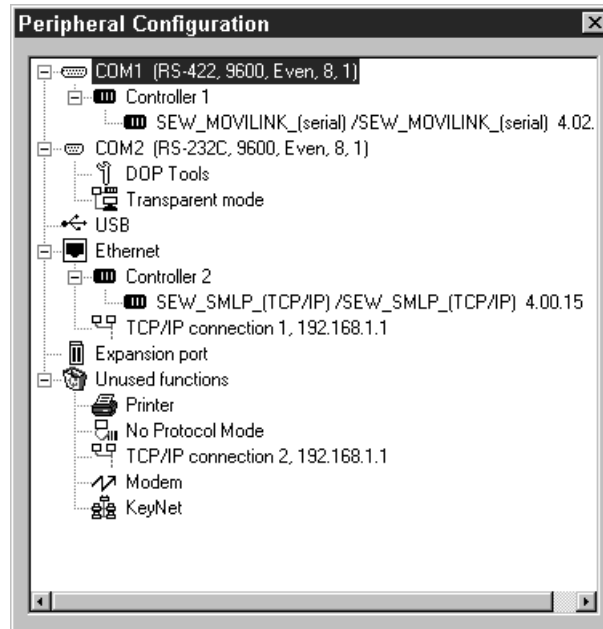 Peripheral Configuration
COM1 (RS-422, 9600, Even, 8, 1)
Controller 1
SEW_MOVILINK_(serial) /SEW_MOVILINK_(serial) 4.02.
COM2 (RS-232C, 9600, Even, 8, 1)
DOP Tools
Transparent mode
USB
Ethernet
Controller 2
SEW_SMLP_(TCP/IP) /SEW_SMLP_(TCP/IP) 4.00.15
TCP/IP connection 1, 192.168.1.1
Expansion port
Unused functions
Printer
No Protocol Mode
TCP/IP connection 2, 192.168.1.1
Modem
KeyNet